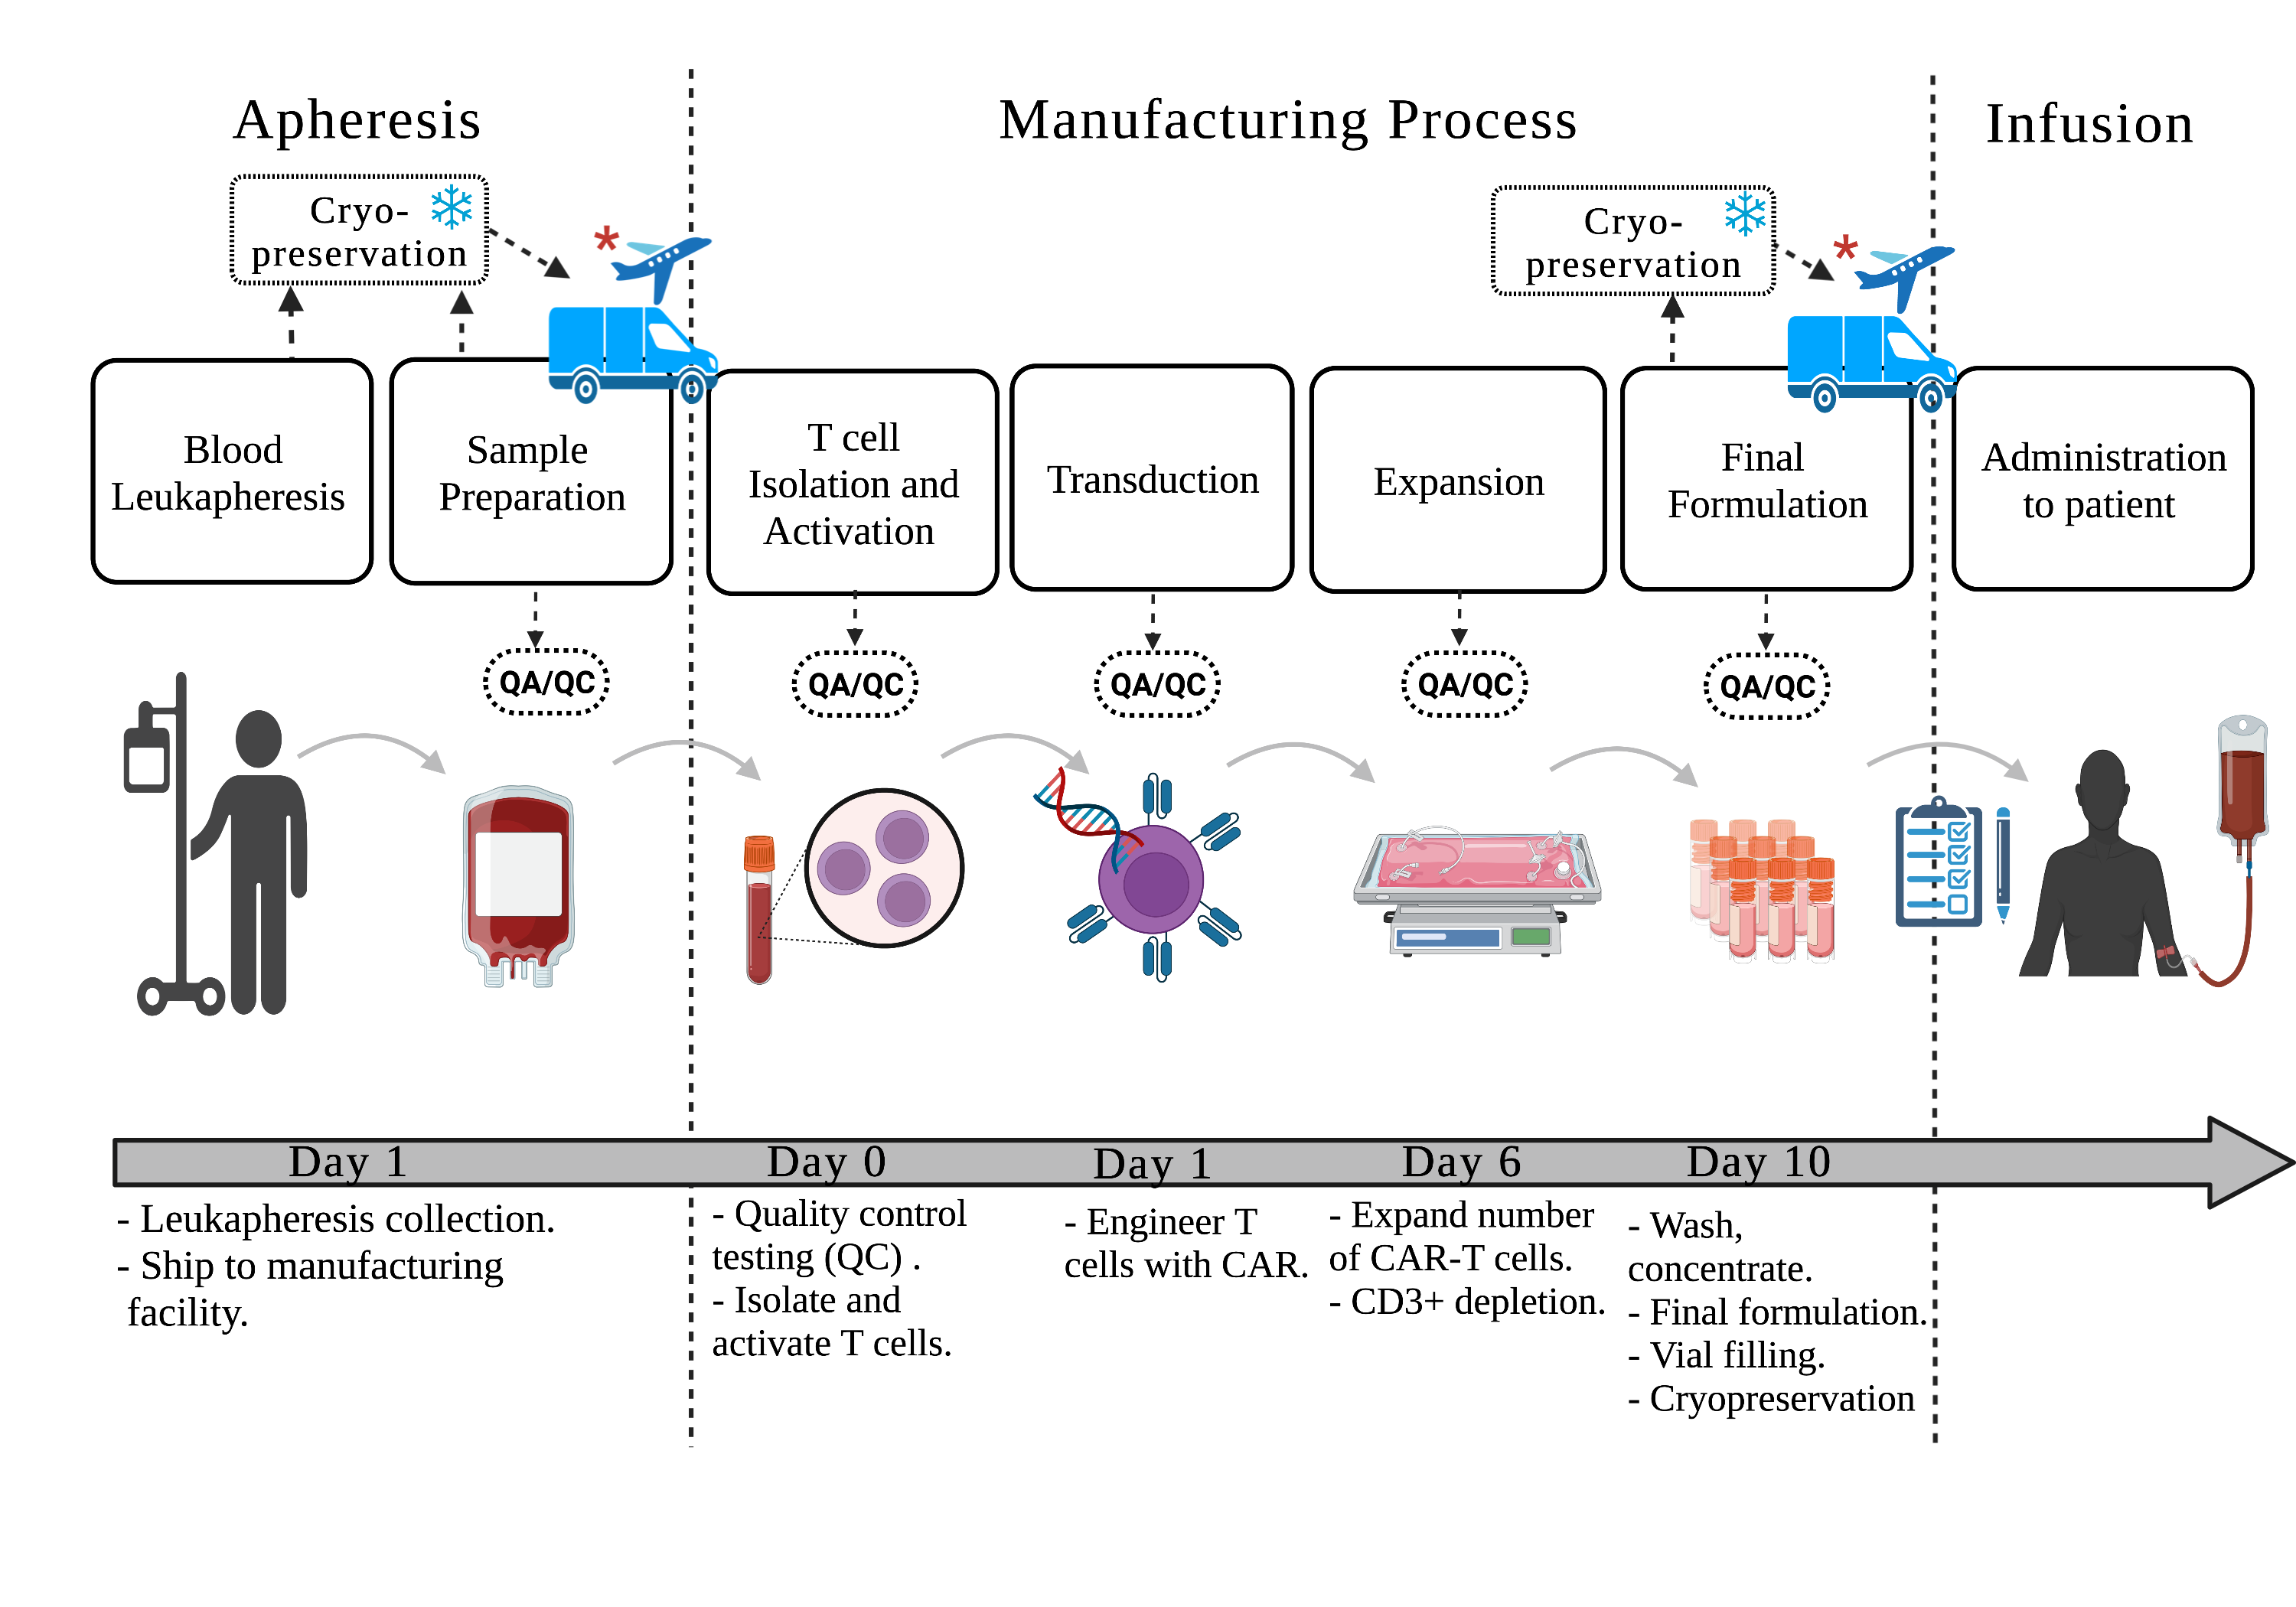 Apheresis
Manufacturing Process
Infusion
Cryo-
preservation
*
Cryo-
preservation
*
Blood
Leukapheresis
Sample
Preparation
T cell
Isolation and
Activation
Transduction
Expansion
Final
Formulation
Administration
to patient
QA/QC
QA/QC
QA/QC
QA/QC
QA/QC
Day 1
Day 0
Day 1
Day 6
Day 10
- Leukapheresis collection.
- Ship to manufacturing
facility.
- Quality control
testing (QC) .
- Isolate and
activate T cells.
- Engineer T
cells with CAR.
- Expand number
of CAR-T cells.
- CD3+ depletion.
- Wash,
concentrate.
- Final formulation.
- Vial filling.
- Cryopreservation